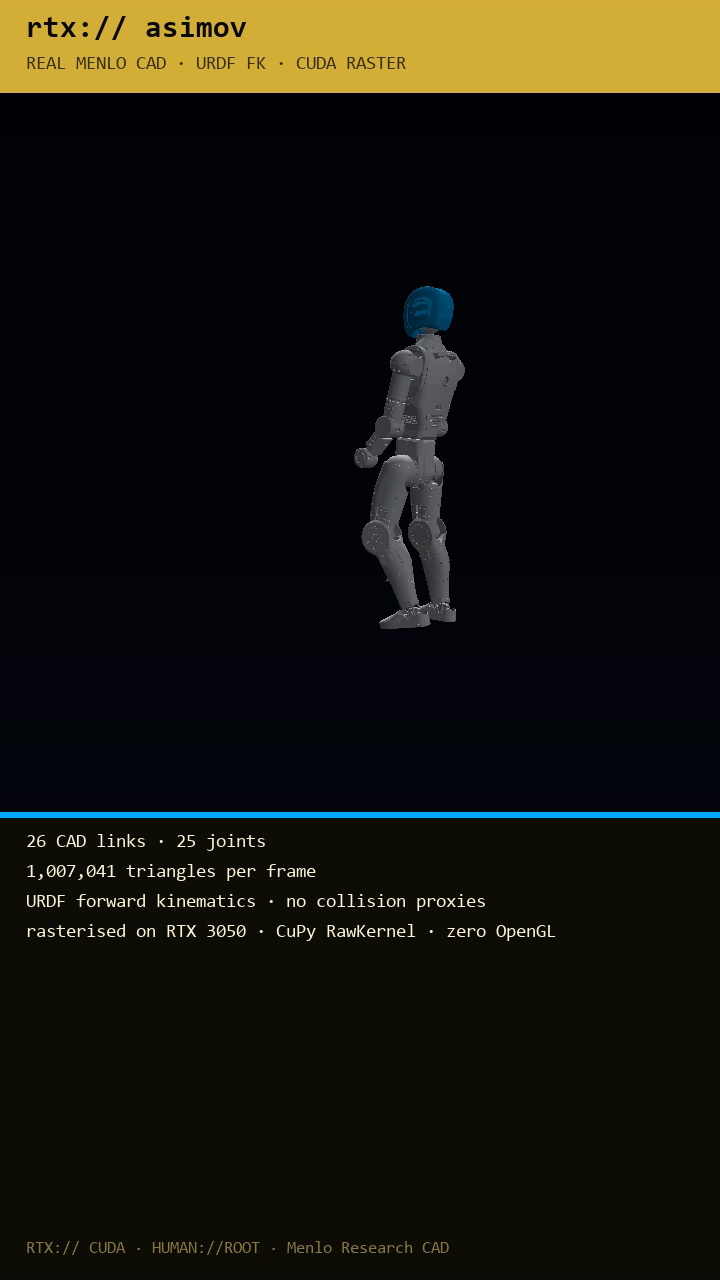 rtx:// asimov
REAL MENLO CAD · URDF FK · CUDA RASTER
26 CAD links · 25 joints
1,007,041 triangles per frame
URDF forward kinematics · no collision proxies
rasterised on RTX 3050 · CuPy RawKernel · zero OpenGL
RTX:// CUDA · HUMAN://ROOT · Menlo Research CAD